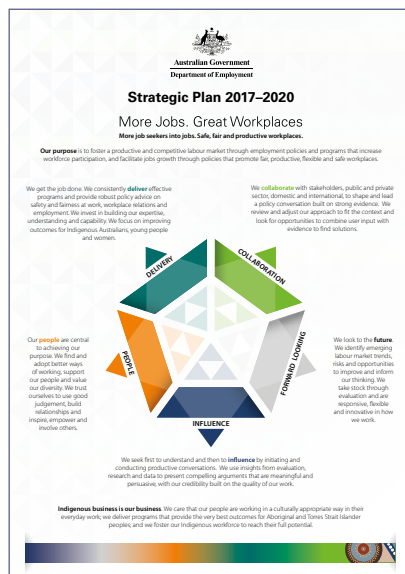 Australian Government
Department of Employment
Strategic Plan 2017–2020
More Jobs. Great Workplaces
More job seekers into jobs. Safe, fair and productive workplaces.
Our purpose is to foster a productive and competitive labour market through employment policies and programs that increase
workforce participation, and facilitates jobs growth through policies that promote fair, productive, flexible and safe workplaces.
We get the job done. We consistently deliver effective
programs and provide robust policy advice on
safety and fairness at work, workplace relations and
employment. We invest in building our expertise,
understanding and capability. We focus on improving
outcomes for Indigenous Australians, young people
and women.
We collaborate with stakeholders, public and private
sector, domestic and international, to shape and lead
a policy conversation built on strong evidence. We
review and adjust our approach to fit the context and
look for opportunities to combine user input with
evidence to find solutions.
DELIVERY
COLLABORATION
Our people are central
to achieving our
purpose. We find and
adopt better ways
of working, support
our people and value
our diversity. We trust
ourselves to use good
judgement, build
relationships and
inspire, empower and
involve others.
PEOPLE
FORWARD LOOKING
We look to the future.
We identify emerging
labour market trends,
risks and opportunities
to improve and inform
our thinking. We
take stock through
evaluation and are
responsive, flexible
and innovative in how
we work.
INFLUENCE
We seek first to understand and then to influence by initiating and
conducting productive conversations. We use insights from evaluation,
research and data to present compelling arguments that are meaningful and
persuasive, with our credibility built on the quality of our work.
Indigenous business is our business. We care that our people are working in a culturally appropriate way in their
everyday work; we deliver programs that provide the very best outcomes for Aboriginal and Torres Strait Islander
peoples; and we foster our Indigenous workforce to reach their full potential.